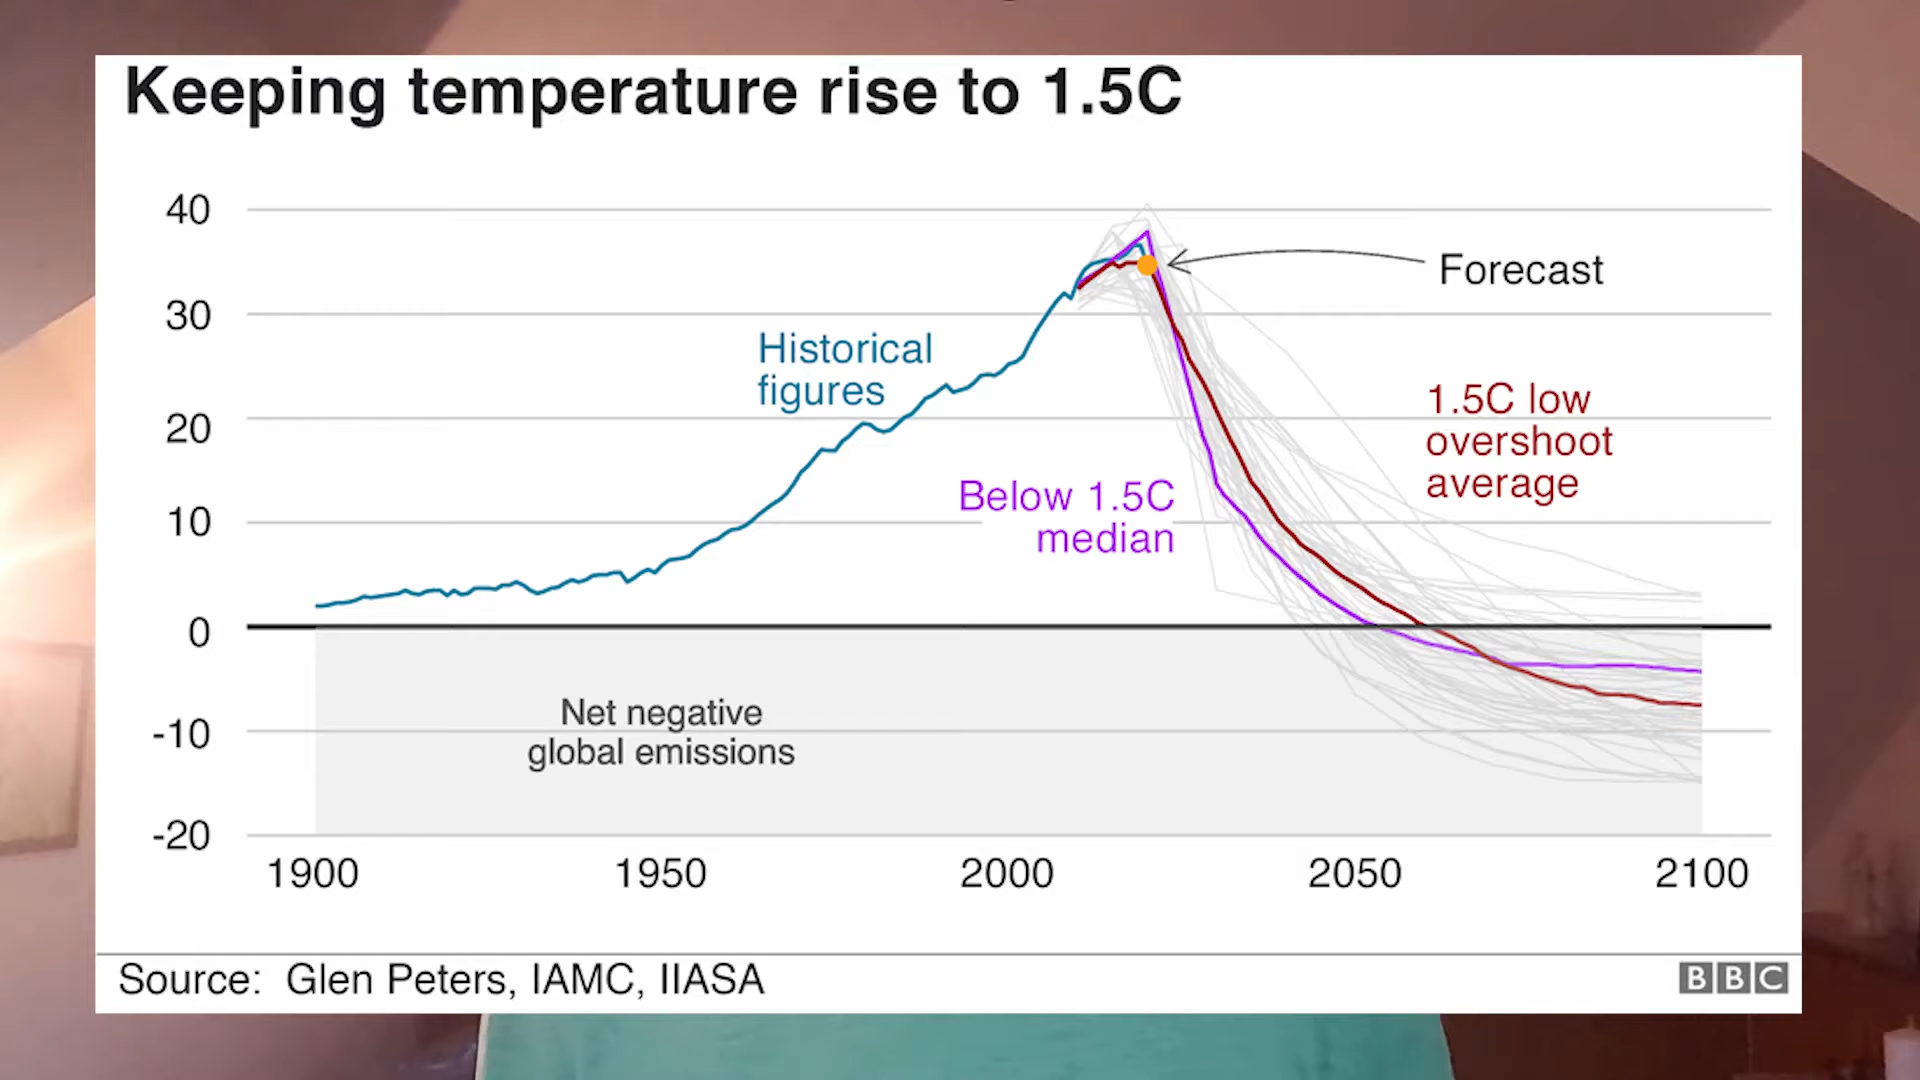 Keeping temperature rise to 1.5C
40
30
20
10
0
-10
-20
Forecast
Historical
figures
1.5C low
overshoot
average
Below 1.5C
median
Net negative
global emissions
1900 1950 2000 2050 2100
Source: Glen Peters, IAMC, IIASA
BBC